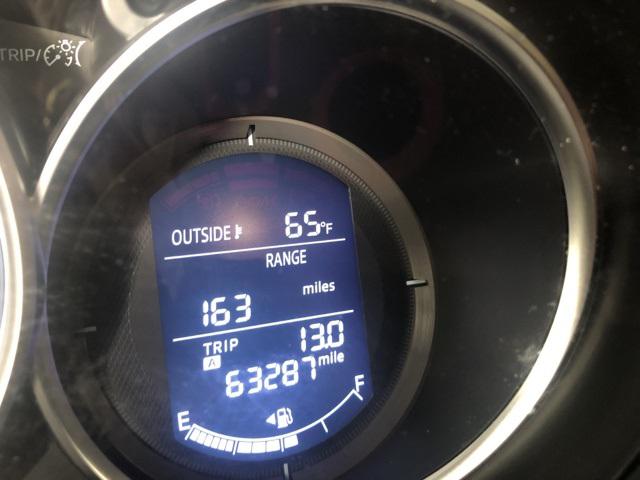 TRIP/
OUTSIDE 65°F
RANGE
163 miles
TRIP A 13.0
63287 mile
E F